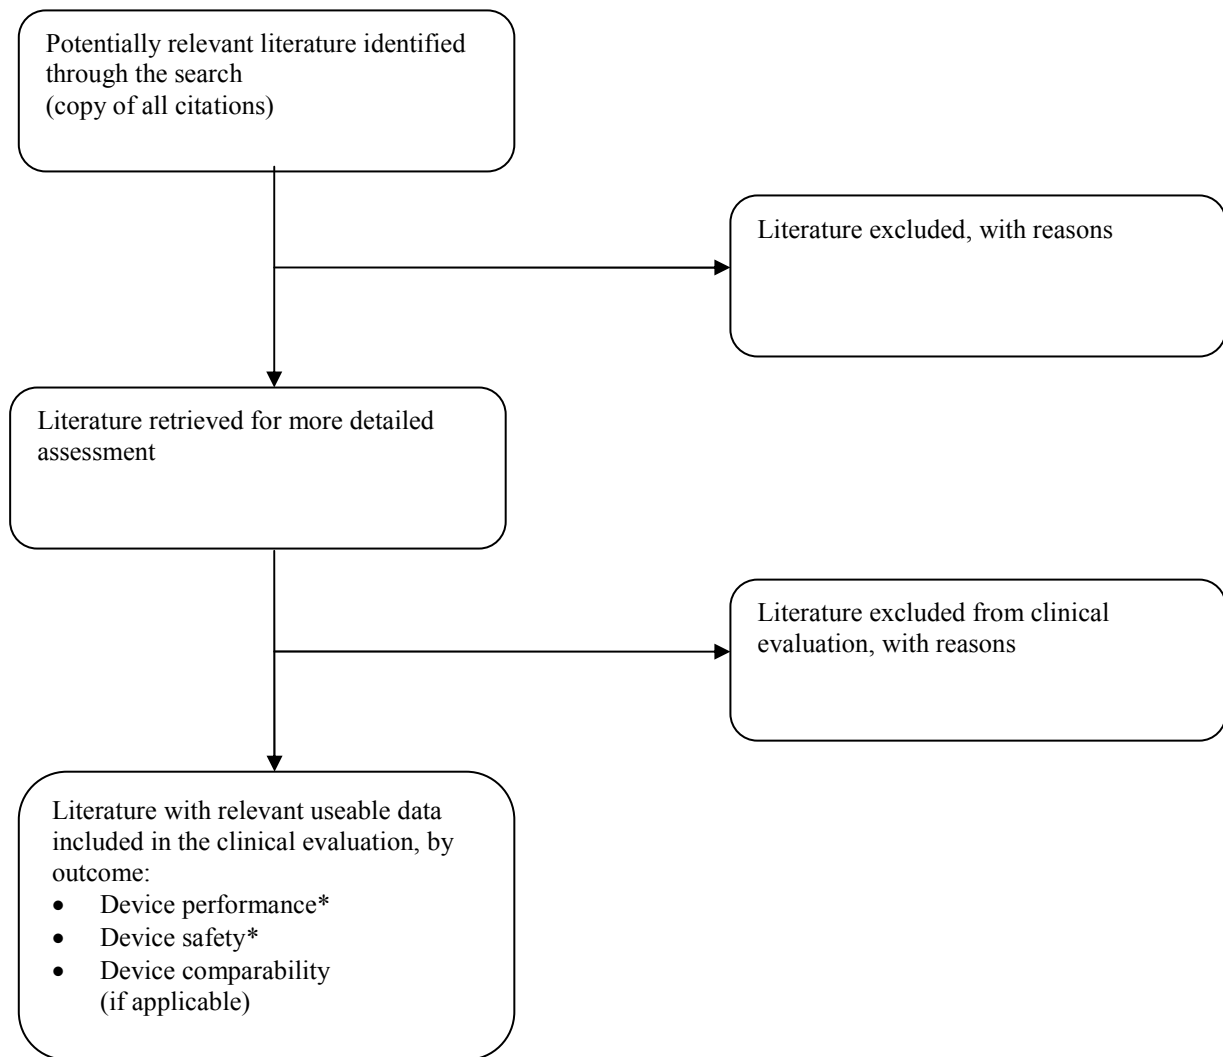 Potentially relevant literature identified
through the search
(copy of all citations)
Literature excluded, with reasons
Literature retrieved for more detailed
assessment
Literature excluded from clinical
evaluation, with reasons
Literature with relevant useable data
included in the clinical evaluation, by
outcome:
• Device performance*
• Device safety*
• Device comparability
(if applicable)